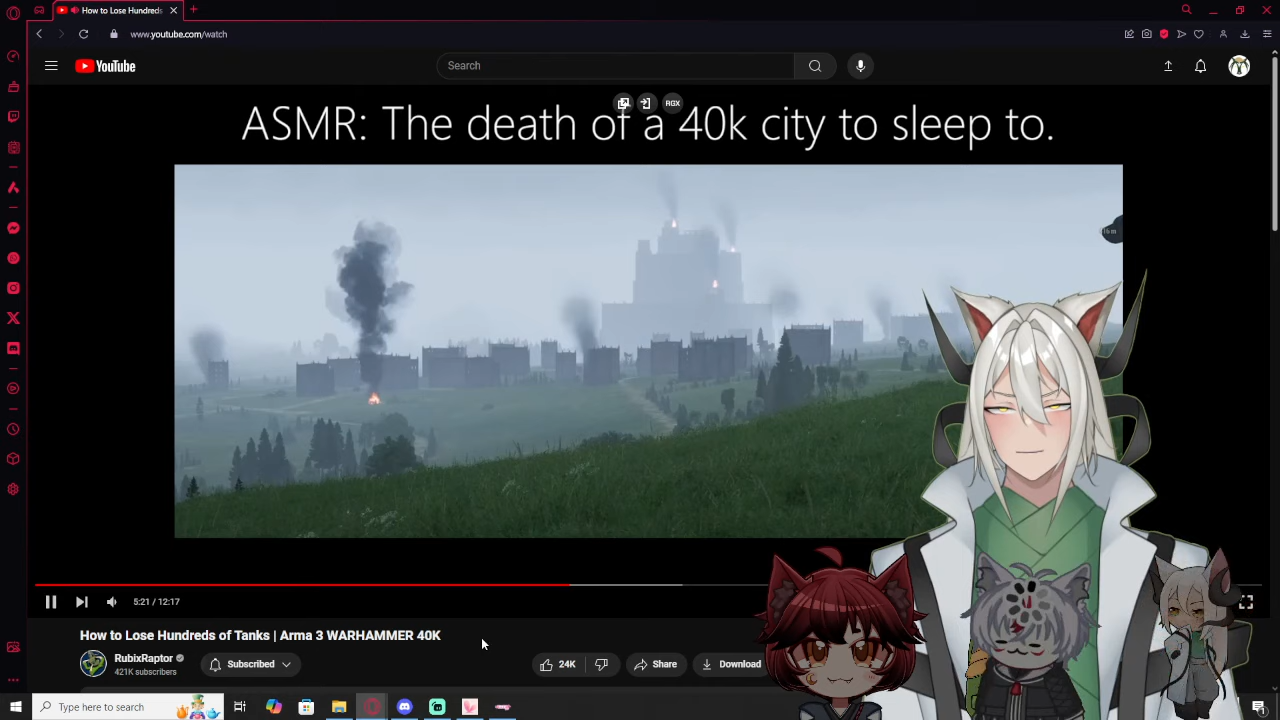 How to Lose Hundreds
www.youtube.com/watch
YouTube
Search
RGX
ASMR: The death of a 40k city to sleep to.
5:21 / 12:17
How to Lose Hundreds of Tanks | Arma 3 WARHAMMER 40K
RubixRaptor
421K subscribers
Subscribed
24K
Share
Download
Type here to search